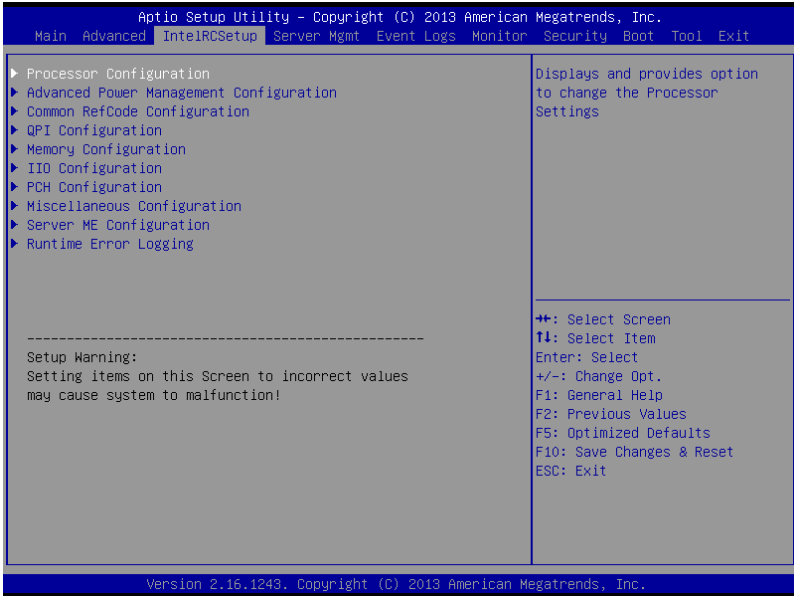 Aptio Setup Utility – Copyright (C) 2013 American Megatrends, Inc.
Main Advanced IntelRCSetup Server Mgmt Event Logs Monitor Security Boot Tool Exit
Processor Configuration
Advanced Power Management Configuration
Common RefCode Configuration
QPI Configuration
Memory Configuration
IIO Configuration
PCH Configuration
Miscellaneous Configuration
Server ME Configuration
Runtime Error Logging
--------------------------------------------------
Setup Warning:
Setting items on this Screen to incorrect values
may cause system to malfunction!
Displays and provides option
to change the Processor
Settings
→←: Select Screen
↑↓: Select Item
Enter: Select
+/-: Change Opt.
F1: General Help
F2: Previous Values
F5: Optimized Defaults
F10: Save Changes & Reset
ESC: Exit
Version 2.16.1243. Copyright (C) 2013 American Megatrends, Inc.